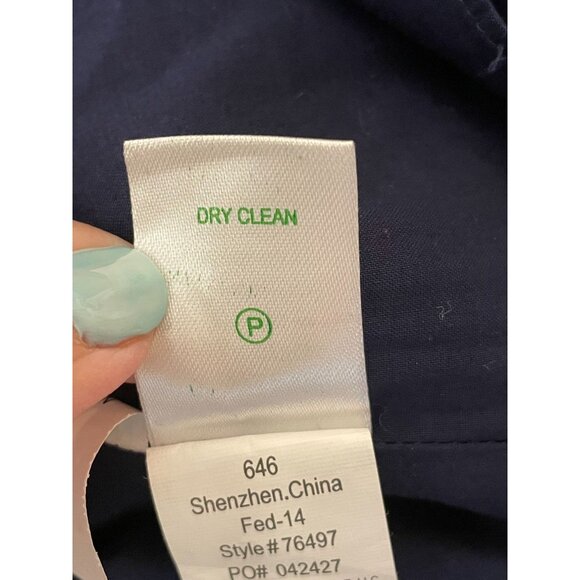 DRY CLEAN
P
646
Shenzhen.China
Fed-14
Style#76497
PO# 042427